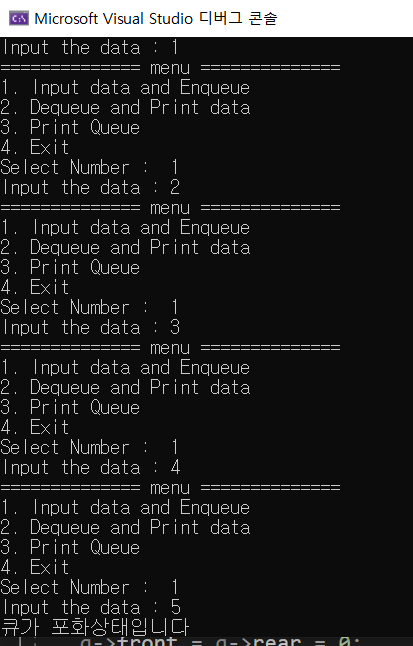 Microsoft Visual Studio 디버그 콘솔
Input the data : 1
============== menu ==============
1. Input data and Enqueue
2. Dequeue and Print data
3. Print Queue
4. Exit
Select Number :  1
Input the data : 2
============== menu ==============
1. Input data and Enqueue
2. Dequeue and Print data
3. Print Queue
4. Exit
Select Number :  1
Input the data : 3
============== menu ==============
1. Input data and Enqueue
2. Dequeue and Print data
3. Print Queue
4. Exit
Select Number :  1
Input the data : 4
============== menu ==============
1. Input data and Enqueue
2. Dequeue and Print data
3. Print Queue
4. Exit
Select Number :  1
Input the data : 5
큐가 포화상태입니다
q->front = q->rear = 0;